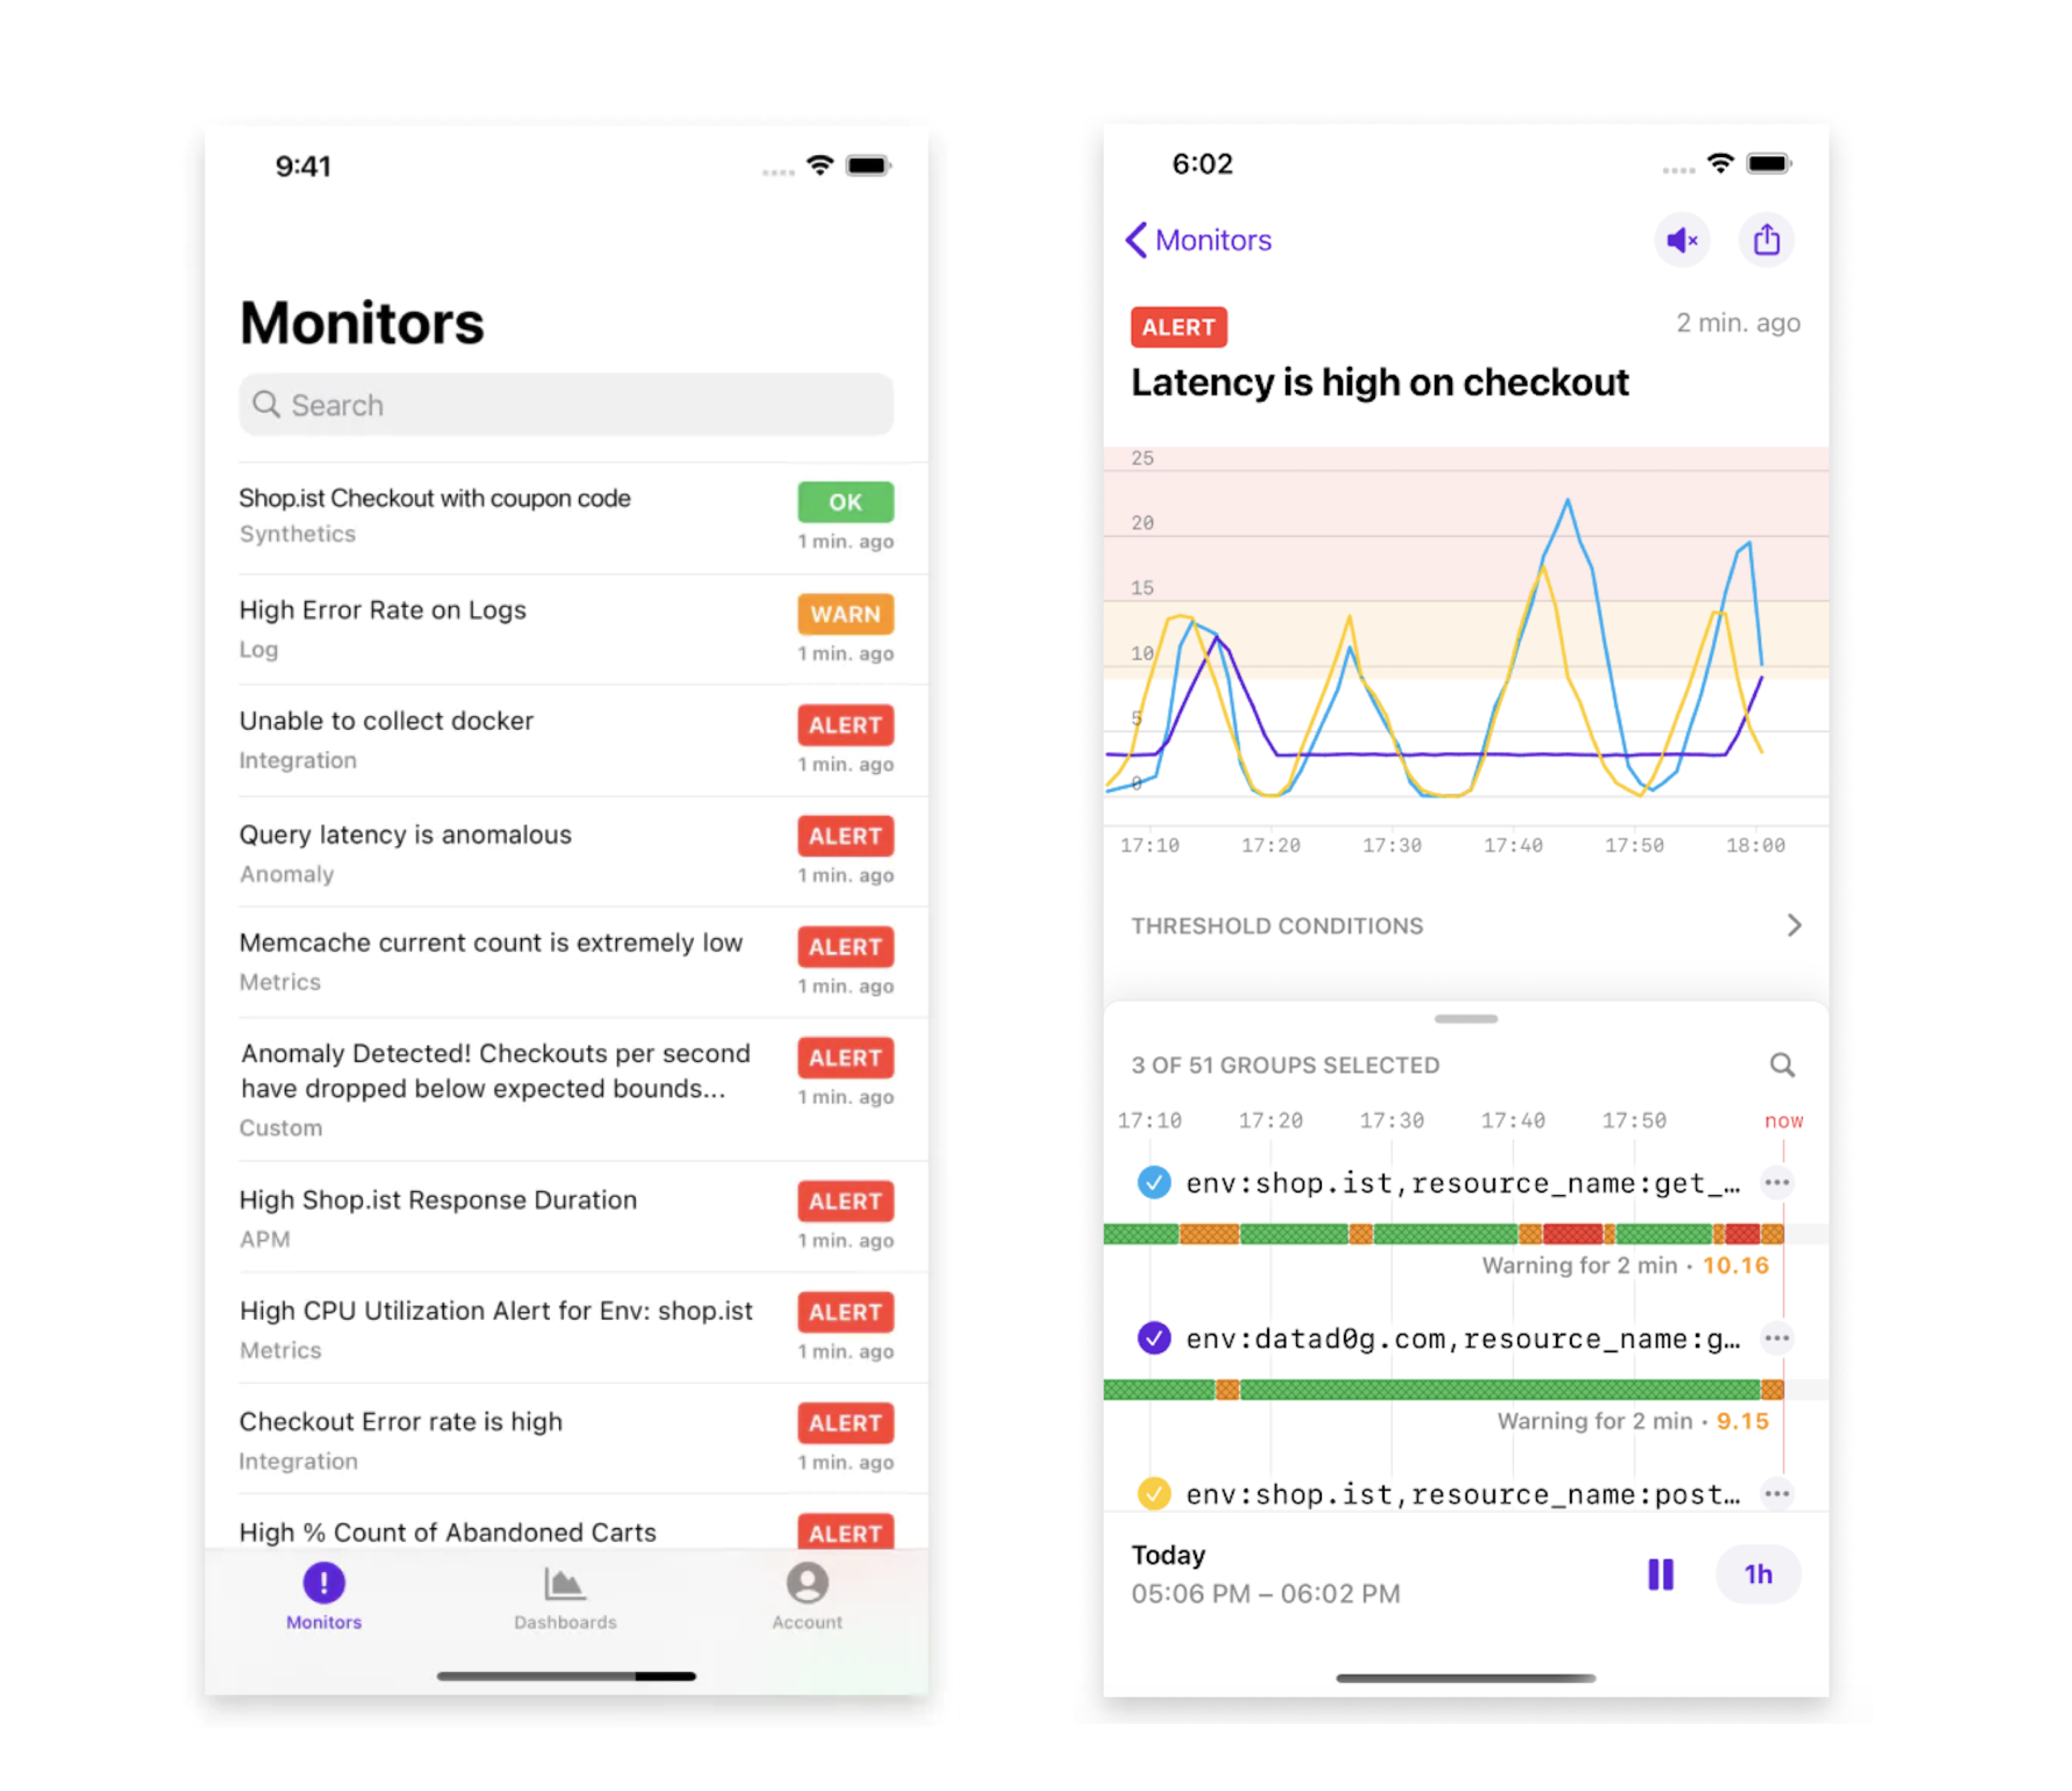 9:41
Monitors
Search
Shop.ist Checkout with coupon code
OK
Synthetics
1 min. ago
High Error Rate on Logs
WARN
Log
1 min. ago
Unable to collect docker
ALERT
Integration
1 min. ago
Query latency is anomalous
ALERT
Anomaly
1 min. ago
Memcache current count is extremely low
ALERT
Metrics
1 min. ago
Anomaly Detected! Checkouts per second
have dropped below expected bounds...
ALERT
1 min. ago
Custom
High Shop.ist Response Duration
ALERT
APM
1 min. ago
High CPU Utilization Alert for Env: shop.ist
ALERT
Metrics
1 min. ago
Checkout Error rate is high
ALERT
Integration
1 min. ago
High % Count of Abandoned Carts
ALERT
Monitors
Dashboards
Account
6:02
Monitors
ALERT
2 min. ago
Latency is high on checkout
25
20
15
10
5
0
17:10 17:20 17:30 17:40 17:50 18:00
THRESHOLD CONDITIONS
3 OF 51 GROUPS SELECTED
17:10 17:20 17:30 17:40 17:50 now
env:shop.ist,resource_name:get_...
Warning for 2 min • 10.16
env:datad0g.com,resource_name:g...
Warning for 2 min • 9.15
env:shop.ist,resource_name:post...
Today
05:06 PM – 06:02 PM
1h